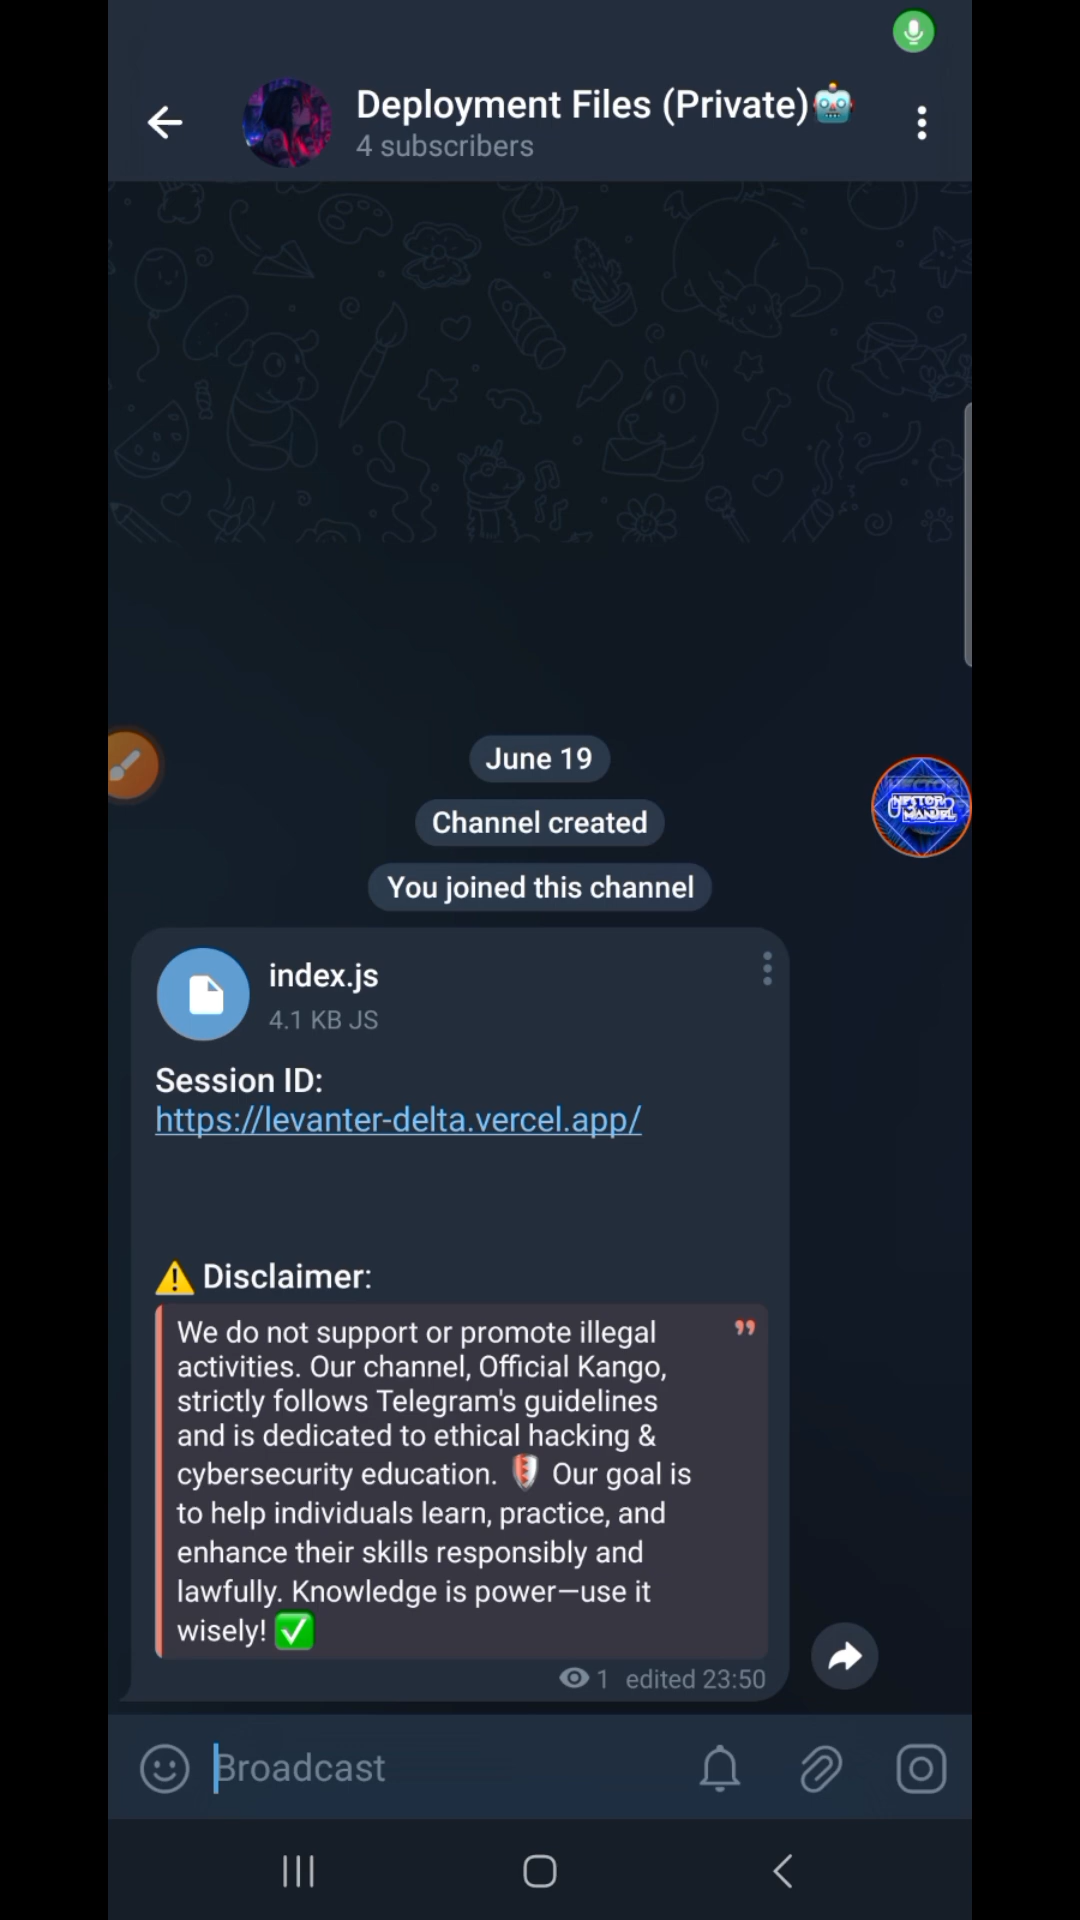 Deployment Files (Private)🤖
4 subscribers
June 19
Channel created
NESTOR
MANUEL
You joined this channel
index.js
4.1 KB JS
Session ID:
https://levanter-delta.vercel.app/
⚠️ Disclaimer:
We do not support or promote illegal
activities. Our channel, Official Kango,
strictly follows Telegram's guidelines
and is dedicated to ethical hacking &
cybersecurity education. 🛡️ Our goal is
to help individuals learn, practice, and
enhance their skills responsibly and
lawfully. Knowledge is power—use it
wisely! ✅
1 edited 23:50
Broadcast